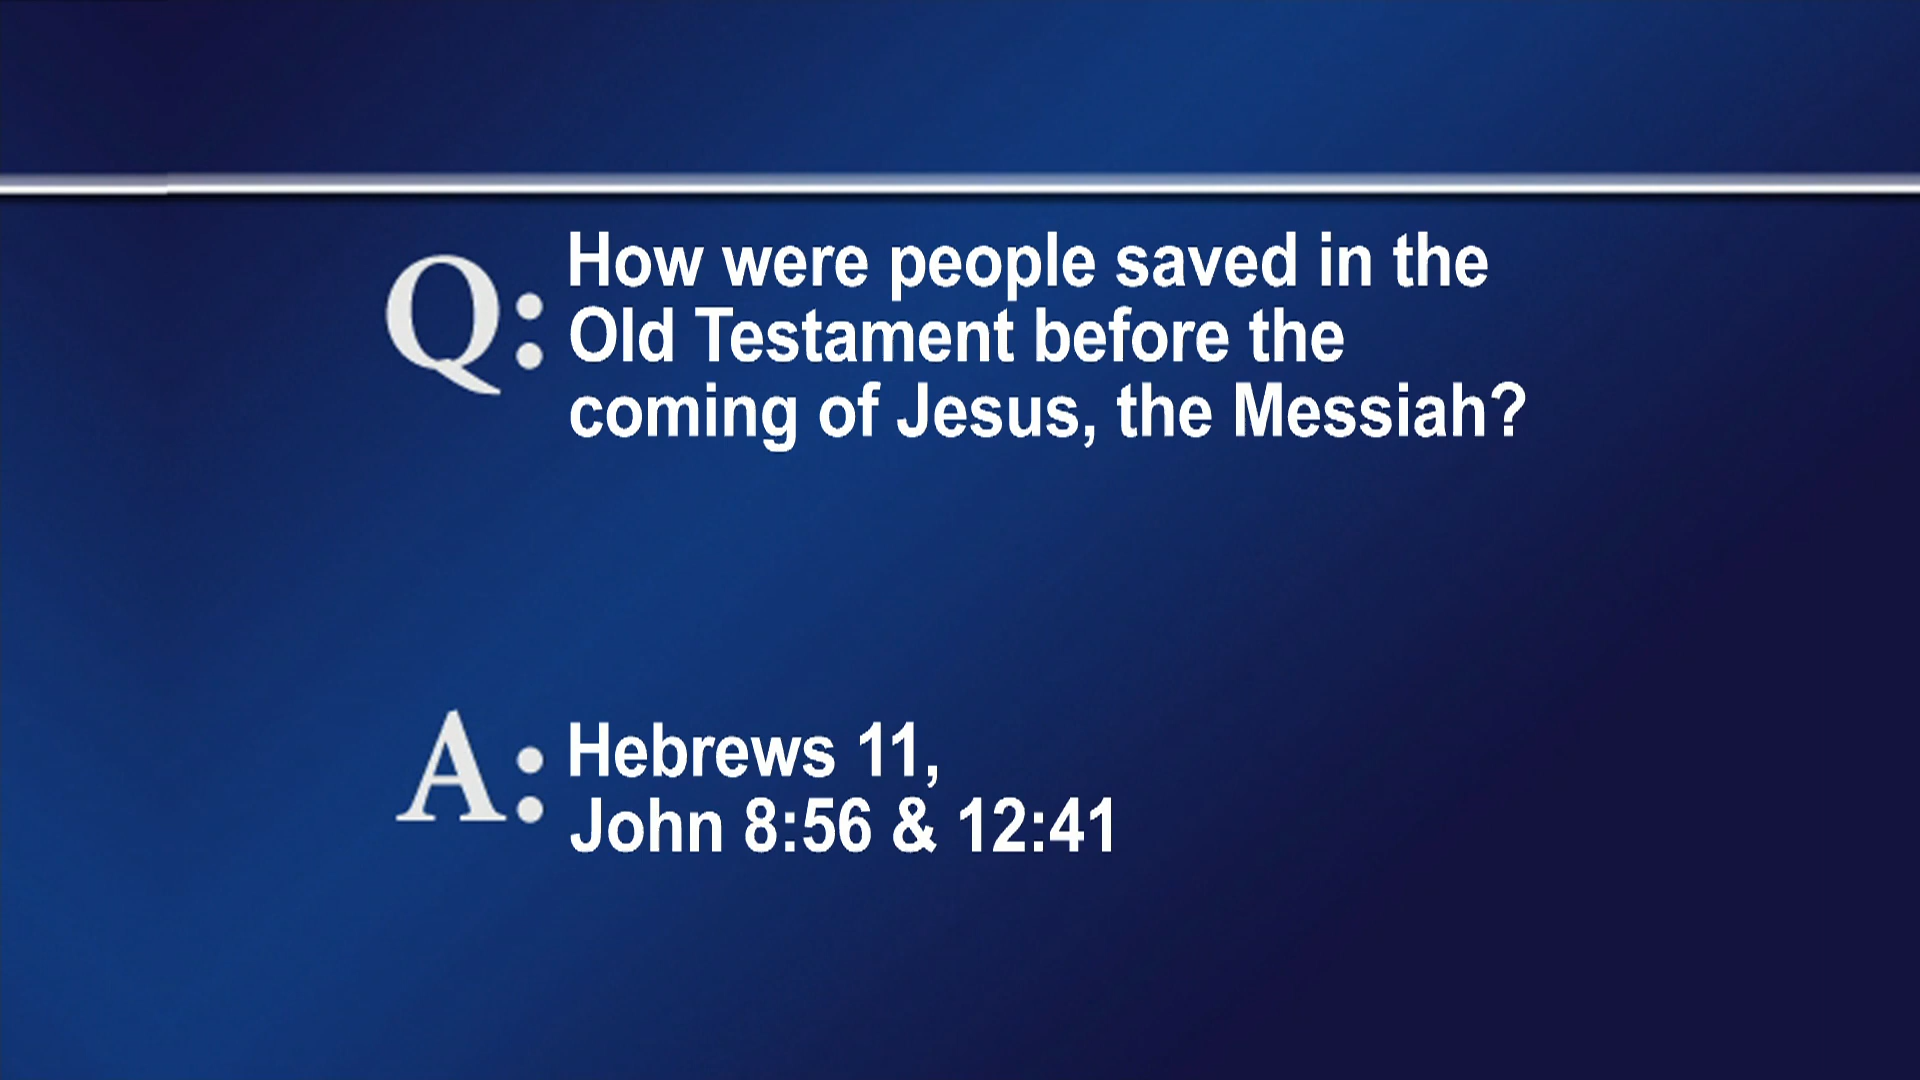 Q: How were people saved in the
Old Testament before the
coming of Jesus, the Messiah?
A: Hebrews 11,
John 8:56 & 12:41